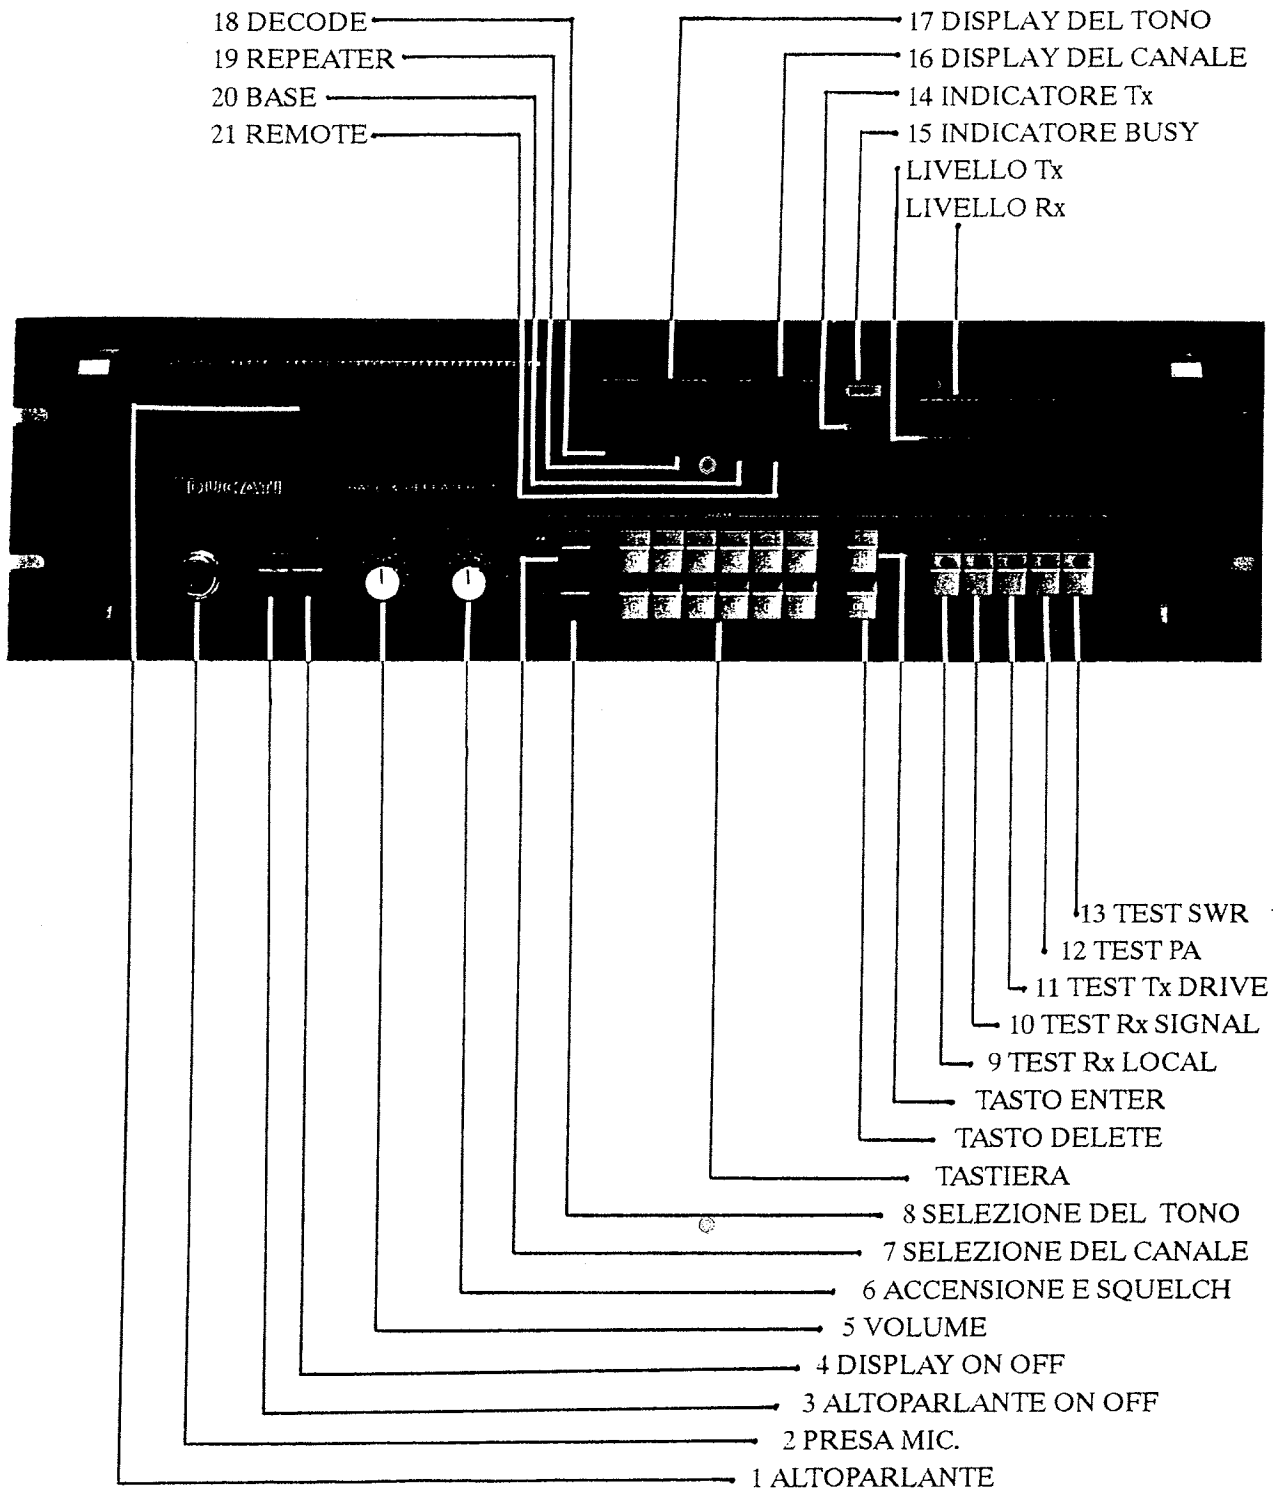 18 DECODE
19 REPEATER
20 BASE
21 REMOTE
17 DISPLAY DEL TONO
16 DISPLAY DEL CANALE
14 INDICATORE Tx
15 INDICATORE BUSY
LIVELLO Tx
LIVELLO Rx
13 TEST SWR
12 TEST PA
11 TEST Tx DRIVE
10 TEST Rx SIGNAL
9 TEST Rx LOCAL
TASTO ENTER
TASTO DELETE
TASTIERA
8 SELEZIONE DEL TONO
7 SELEZIONE DEL CANALE
6 ACCENSIONE E SQUELCH
5 VOLUME
4 DISPLAY ON OFF
3 ALTOPARLANTE ON OFF
2 PRESA MIC.
1 ALTOPARLANTE